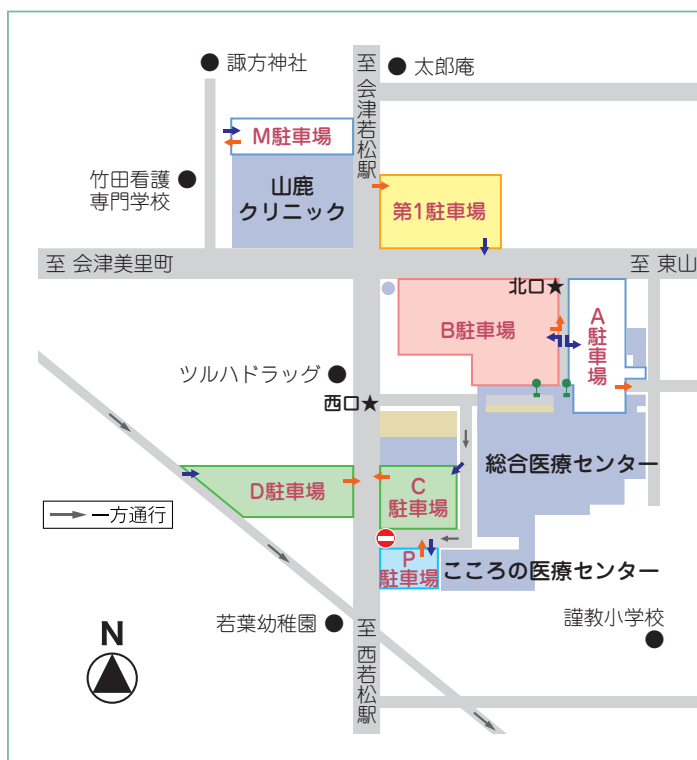 諏方神社
至 会津若松駅
太郎庵
M駐車場
竹田看護
専門学校
山鹿
クリニック
第1駐車場
至 会津美里町
至 東山
北口★
B駐車場
A駐車場
ツルハドラッグ
西口★
総合医療センター
D駐車場
C
駐車場
一方通行
P
駐車場
こころの医療センター
若葉幼稚園
至 西若松駅
謹教小学校
N